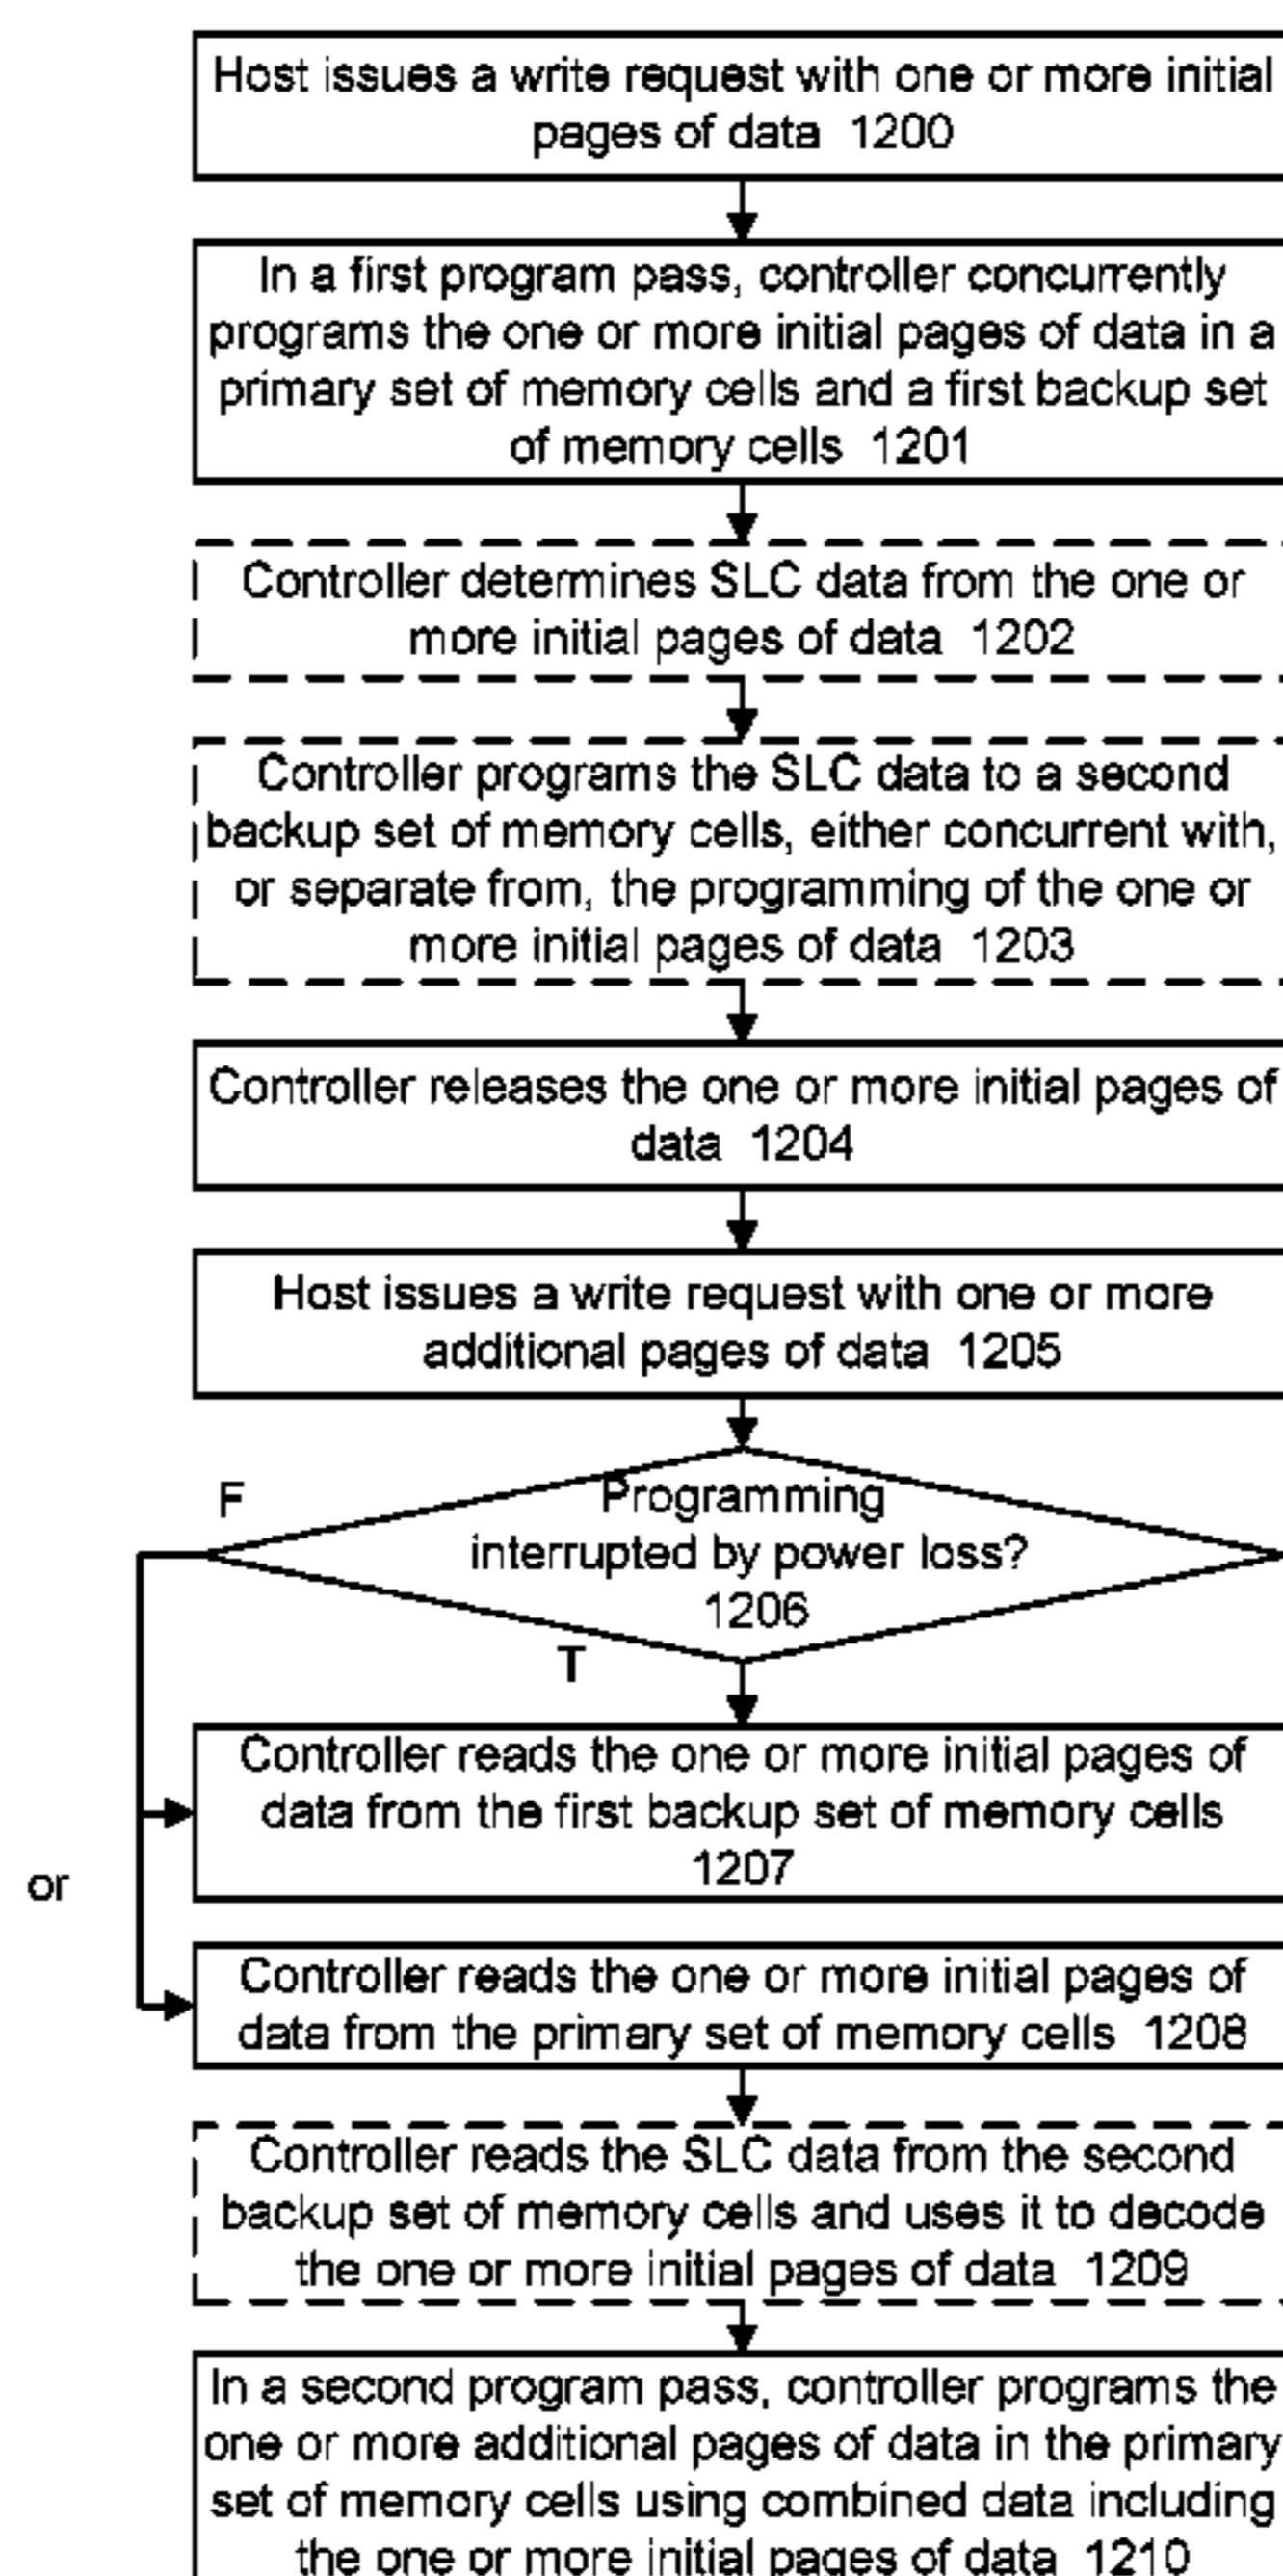 Host issues a write request with one or more initial
pages of data 1200
In a first program pass, controller concurrently
programs the one or more initial pages of data in a
primary set of memory cells and a first backup set
of memory cells 1201
Controller determines SLC data from the one or
more initial pages of data 1202
Controller programs the SLC data to a second
backup set of memory cells, either concurrent with,
or separate from, the programming of the one or
more initial pages of data 1203
Controller releases the one or more initial pages of
data 1204
Host issues a write request with one or more
additional pages of data 1205
F
Programming
interrupted by power loss?
1206
T
Controller reads the one or more initial pages of
data from the first backup set of memory cells
1207
or
Controller reads the one or more initial pages of
data from the primary set of memory cells 1208
Controller reads the SLC data from the second
backup set of memory cells and uses it to decode
the one or more initial pages of data 1209
In a second program pass, controller programs the
one or more additional pages of data in the primary
set of memory cells using combined data including
the one or more initial pages of data 1210